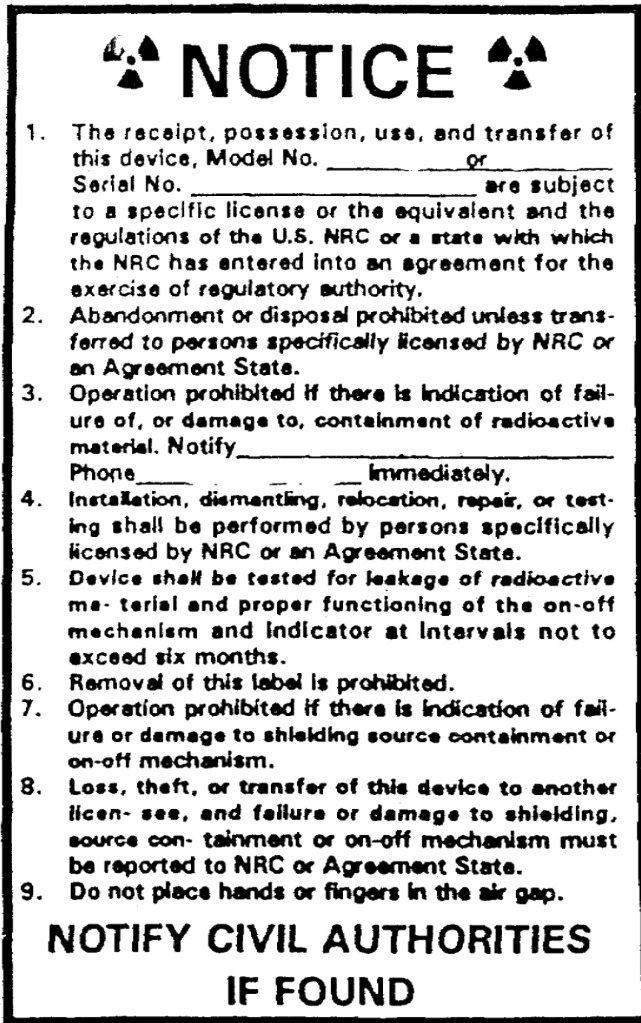 NOTICE
1. The receipt, possession, use, and transfer of
this device, Model No. ____________ or
Serial No. ____________ are subject
to a specific license or the equivalent and the
regulations of the U.S. NRC or a state with which
the NRC has entered into an agreement for the
exercise of regulatory authority.
2. Abandonment or disposal prohibited unless trans-
ferred to persons specifically licensed by NRC or
an Agreement State.
3. Operation prohibited if there is indication of fail-
ure of, or damage to, containment of radioactive
material. Notify____________
Phone____________ immediately.
4. Installation, dismantling, relocation, repair, or test-
ing shall be performed by persons specifically
licensed by NRC or an Agreement State.
5. Device shall be tested for leakage of radioactive
ma- terial and proper functioning of the on-off
mechanism and indicator at intervals not to
exceed six months.
6. Removal of this label is prohibited.
7. Operation prohibited if there is indication of fail-
ure or damage to shielding source containment or
on-off mechanism.
8. Loss, theft, or transfer of this device to another
licen- see, and failure or damage to shielding,
source con- tainment or on-off mechanism must
be reported to NRC or Agreement State.
9. Do not place hands or fingers in the air gap.
NOTIFY CIVIL AUTHORITIES
IF FOUND